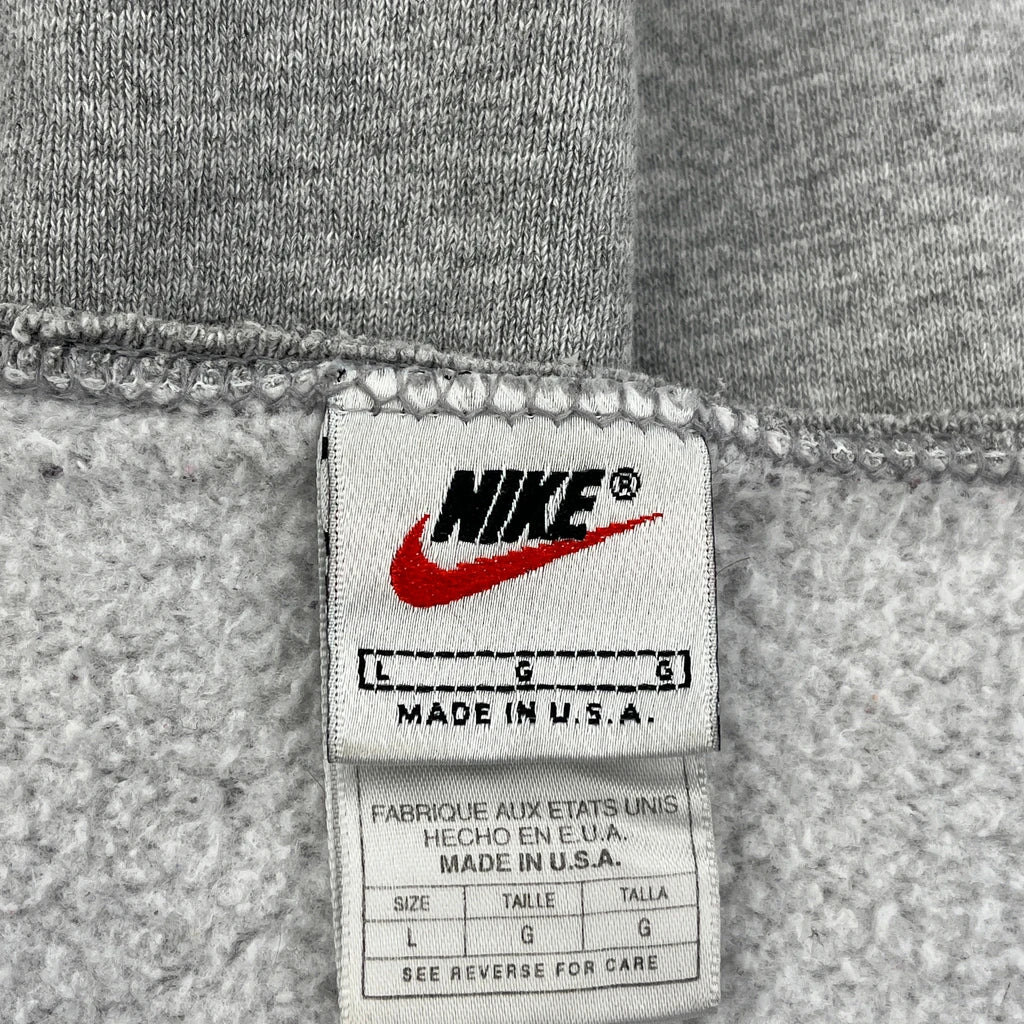 NIKE®
L G G
MADE IN U.S.A.
FABRIQUE AUX ETATS UNIS
HECHO EN E.U.A.
MADE IN U.S.A.
SIZE TAILLE TALLA
L G G
SEE REVERSE FOR CARE